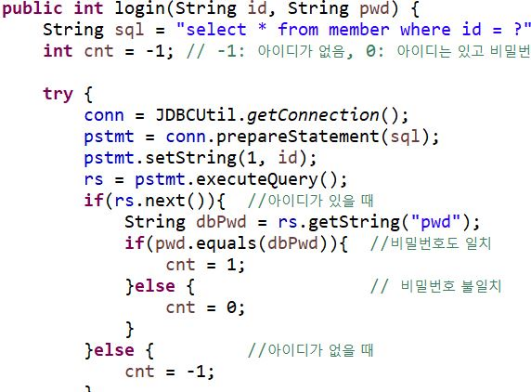 public int login(String id, String pwd) {
    String sql = "select * from member where id = ?"
    int cnt = -1; // -1: 아이디가 없음, 0: 아이디는 있고 비밀번

    try {
        conn = JDBCUtil.getConnection();
        pstmt = conn.prepareStatement(sql);
        pstmt.setString(1, id);
        rs = pstmt.executeQuery();
        if(rs.next()){  //아이디가 있을 때
            String dbPwd = rs.getString("pwd");
            if(pwd.equals(dbPwd)){  //비밀번호도 일치
                cnt = 1;
            }else {                 // 비밀번호 불일치
                cnt = 0;
            }
        }else {         //아이디가 없을 때
            cnt = -1;
        }